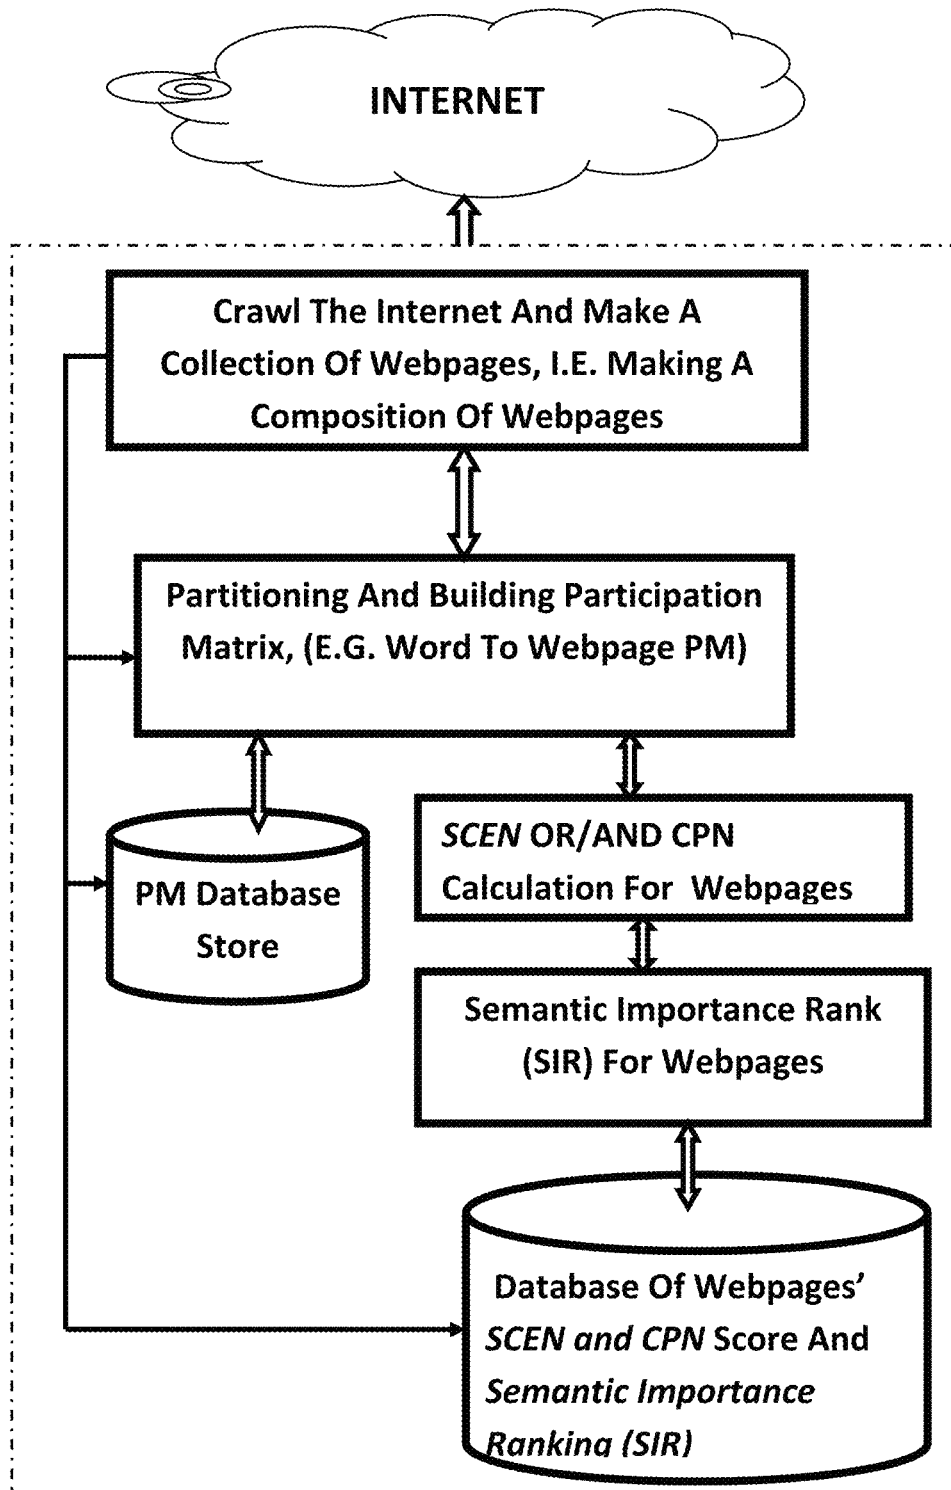 INTERNET
Crawl The Internet And Make A
Collection Of Webpages, I.E. Making A
Composition Of Webpages
Partitioning And Building Participation
Matrix, (E.G. Word To Webpage PM)
PM Database
Store
SCEN OR/AND CPN
Calculation For Webpages
Semantic Importance Rank
(SIR) For Webpages
Database Of Webpages’
SCEN and CPN Score And
Semantic Importance
Ranking (SIR)